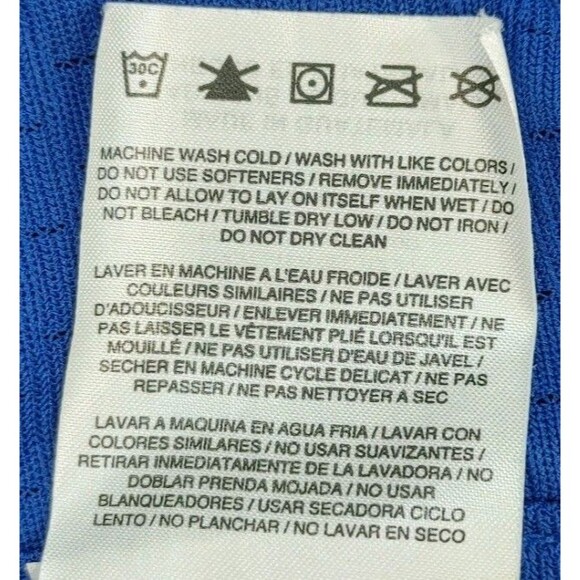 30C
MACHINE WASH COLD / WASH WITH LIKE COLORS /
DO NOT USE SOFTENERS / REMOVE IMMEDIATELY /
DO NOT ALLOW TO LAY ON ITSELF WHEN WET / DO
NOT BLEACH / TUMBLE DRY LOW / DO NOT IRON /
DO NOT DRY CLEAN
LAVER EN MACHINE A L'EAU FROIDE / LAVER AVEC
COULEURS SIMILAIRES / NE PAS UTILISER
D'ADOUCISSEUR / ENLEVER IMMEDIATEMENT / NE
PAS LAISSER LE VÊTEMENT PLIÉ LORSQU'IL EST
MOUILLÉ / NE PAS UTILISER D'EAU DE JAVEL /
SECHER EN MACHINE CYCLE DELICAT / NE PAS
REPASSER / NE PAS NETTOYER A SEC
LAVAR A MAQUINA EN AGUA FRIA / LAVAR CON
COLORES SIMILARES / NO USAR SUAVIZANTES /
RETIRAR INMEDIATAMENTE DE LA LAVADORA / NO
DOBLAR PRENDA MOJADA / NO USAR
BLANQUEADORES / USAR SECADORA CICLO
LENTO / NO PLANCHAR / NO LAVAR EN SECO